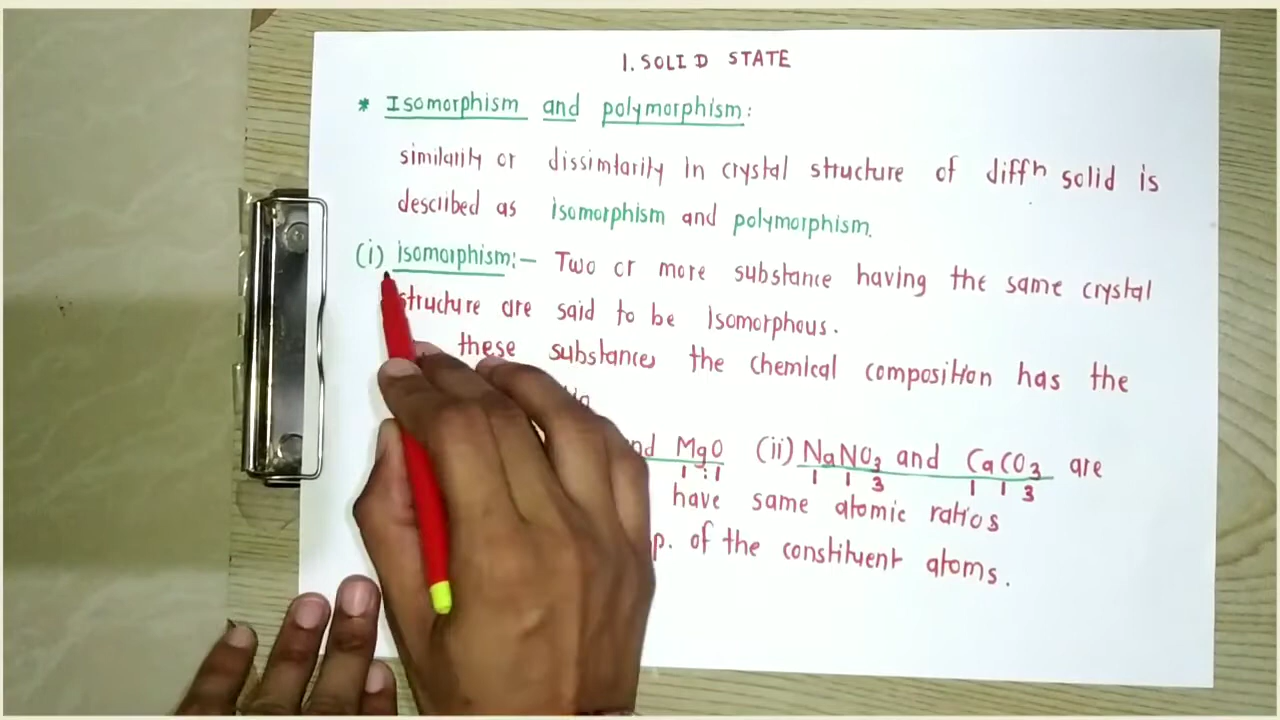 1. SOLID STATE
* Isomorphism and polymorphism:
similarity or dissimilarity in crystal structure of diffn solid is
described as isomorphism and polymorphism.
(i) isomorphism:- Two or more substance having the same crystal
structure are said to be isomorphous.
these substances the chemical composition has the
and MgO (ii) NaNO3 and CaCO3 are
1 : 1 1 1 3 1 1 3
have same atomic ratios
of the constituent atoms.